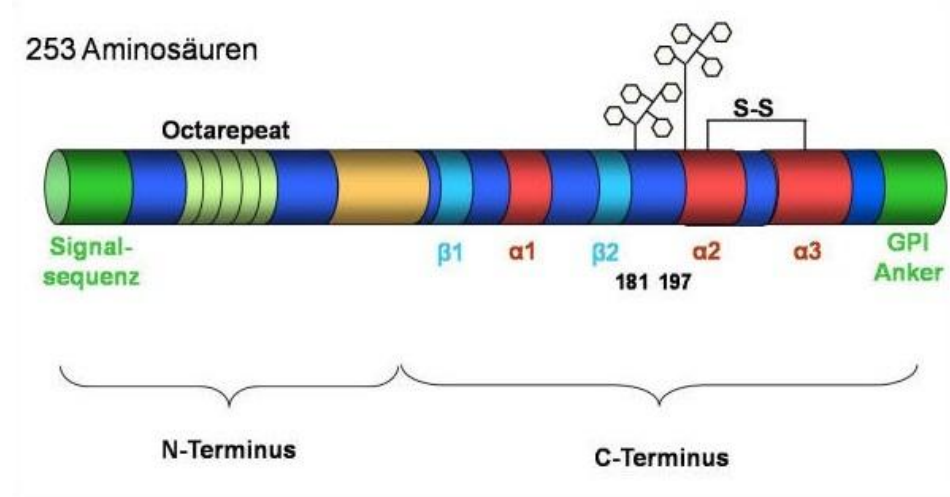 253 Aminosäuren
Octarepeat
S-S
Signal-
sequenz
β1
α1
β2
α2
α3
GPI
Anker
181 197
N-Terminus
C-Terminus